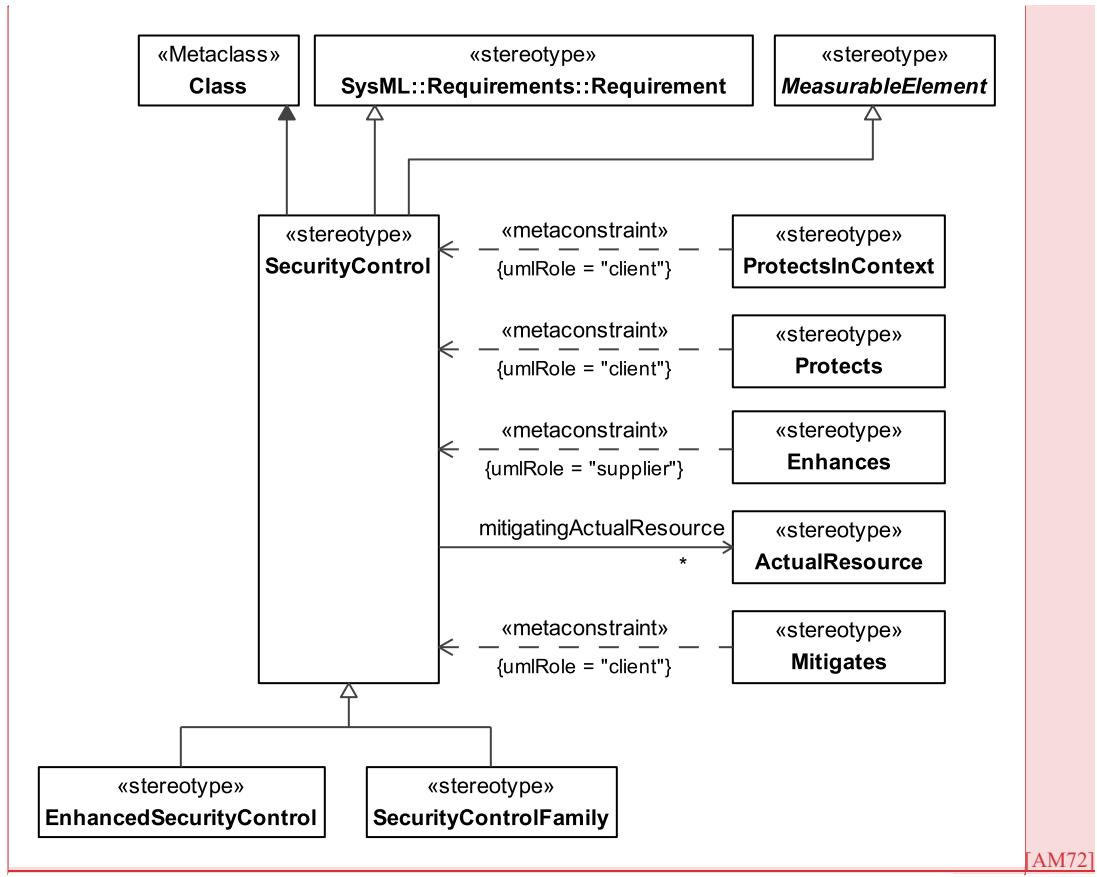 «Metaclass»
Class
«stereotype»
SysML::Requirements::Requirement
«stereotype»
MeasurableElement
«stereotype»
SecurityControl
«metaconstraint»
{umlRole = "client"}
«stereotype»
ProtectsInContext
«metaconstraint»
{umlRole = "client"}
«stereotype»
Protects
«metaconstraint»
{umlRole = "supplier"}
«stereotype»
Enhances
mitigatingActualResource
*
«stereotype»
ActualResource
«metaconstraint»
{umlRole = "client"}
«stereotype»
Mitigates
«stereotype»
EnhancedSecurityControl
«stereotype»
SecurityControlFamily
[AM72]